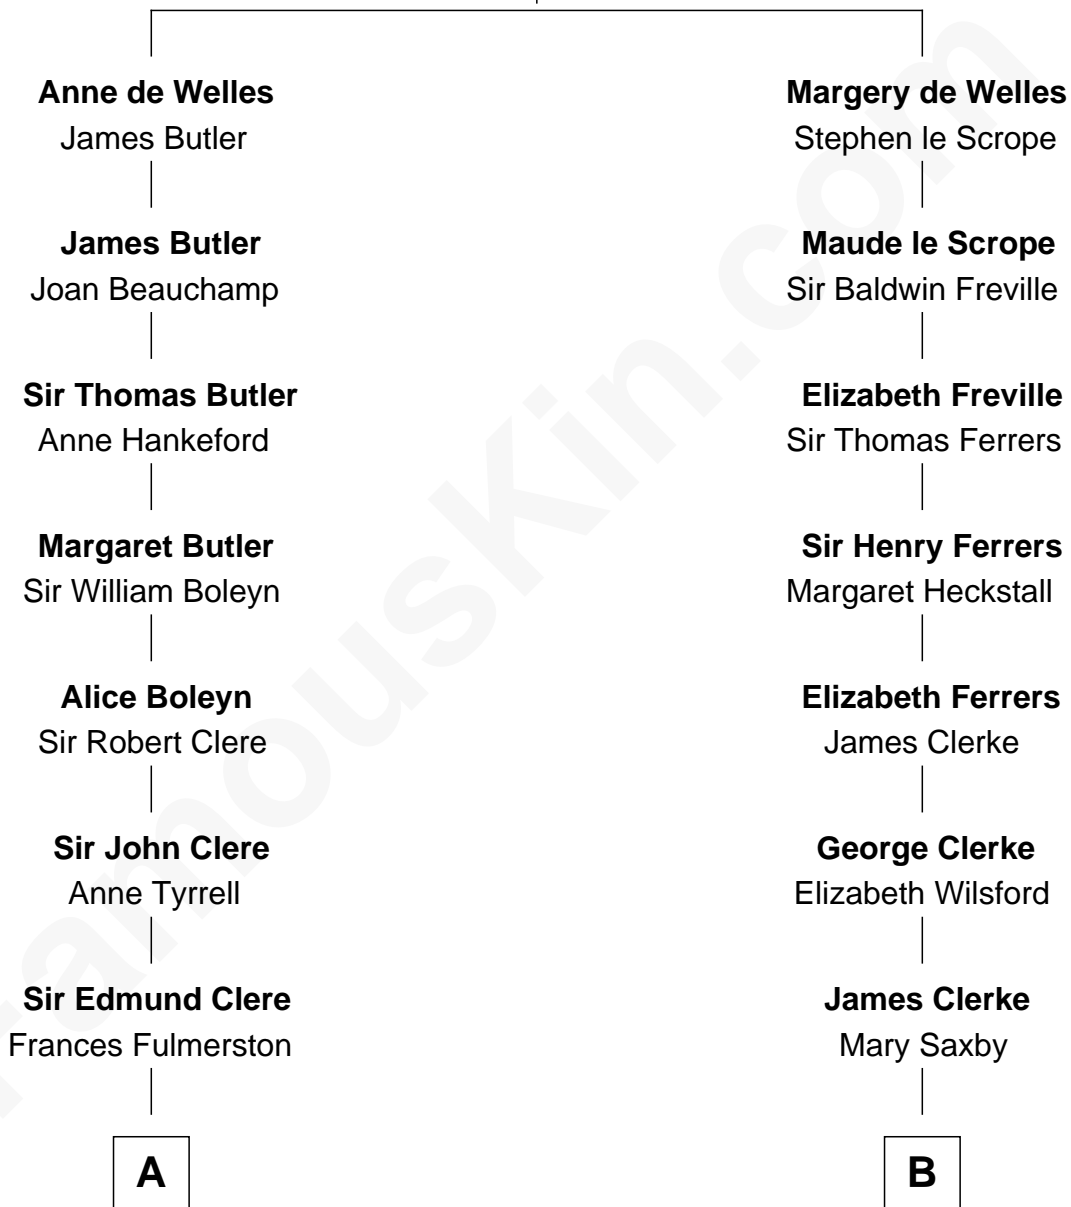 Anne de Welles
James Butler
James Butler
Joan Beauchamp
Sir Thomas Butler
Anne Hankeford
Margaret Butler
Sir William Boleyn
Alice Boleyn
Sir Robert Clere
Sir John Clere
Anne Tyrrell
Sir Edmund Clere
Frances Fulmerston
A
Margery de Welles
Stephen le Scrope
Maude le Scrope
Sir Baldwin Freville
Elizabeth Freville
Sir Thomas Ferrers
Sir Henry Ferrers
Margaret Heckstall
Elizabeth Ferrers
James Clerke
George Clerke
Elizabeth Wilsford
James Clerke
Mary Saxby
B
FamousKin.com